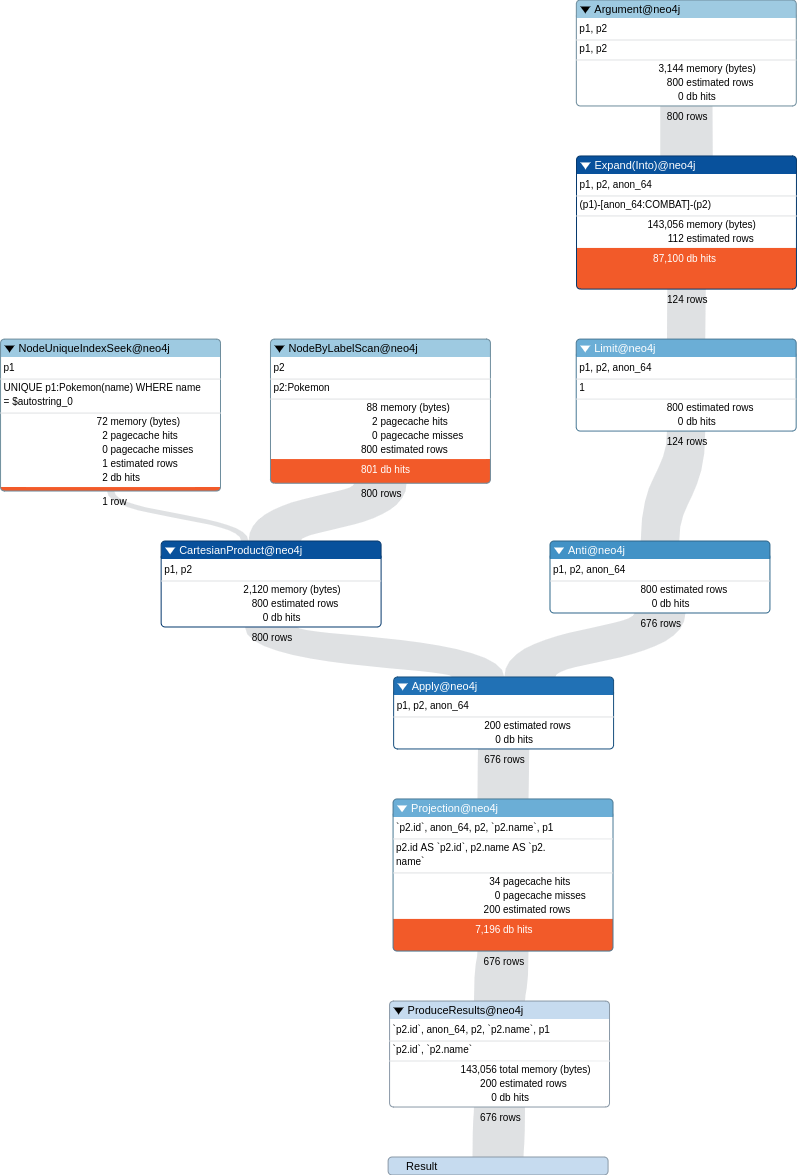 Argument@neo4j
p1, p2
p1, p2
3,144 memory (bytes)
800 estimated rows
0 db hits
800 rows
Expand(Into)@neo4j
p1, p2, anon_64
(p1)-[anon_64:COMBAT]-(p2)
143,056 memory (bytes)
112 estimated rows
87,100 db hits
124 rows
NodeUniqueIndexSeek@neo4j
p1
UNIQUE p1:Pokemon(name) WHERE name
= $autostring_0
72 memory (bytes)
2 pagecache hits
0 pagecache misses
1 estimated rows
2 db hits
1 row
NodeByLabelScan@neo4j
p2
p2:Pokemon
88 memory (bytes)
2 pagecache hits
0 pagecache misses
800 estimated rows
801 db hits
800 rows
Limit@neo4j
p1, p2, anon_64
1
800 estimated rows
0 db hits
124 rows
CartesianProduct@neo4j
p1, p2
2,120 memory (bytes)
800 estimated rows
0 db hits
800 rows
Anti@neo4j
p1, p2, anon_64
800 estimated rows
0 db hits
676 rows
Apply@neo4j
p1, p2, anon_64
200 estimated rows
0 db hits
676 rows
Projection@neo4j
`p2.id`, anon_64, p2, `p2.name`, p1
p2.id AS `p2.id`, p2.name AS `p2.
name`
34 pagecache hits
0 pagecache misses
200 estimated rows
7,196 db hits
676 rows
ProduceResults@neo4j
`p2.id`, anon_64, p2, `p2.name`, p1
`p2.id`, `p2.name`
143,056 total memory (bytes)
200 estimated rows
0 db hits
676 rows
Result